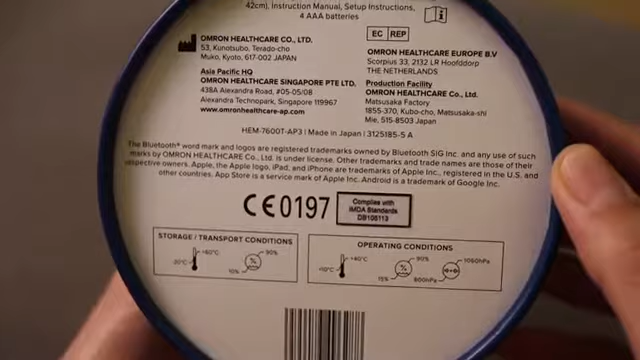 42cm), Instruction Manual, Setup Instructions,
4 AAA batteries
OMRON HEALTHCARE CO., LTD.
53, Kunotsubo, Terado-cho
Muko, Kyoto, 617-002 JAPAN
Asia Pacific HQ
OMRON HEALTHCARE SINGAPORE PTE LTD.
438A Alexandra Road, #05-05/08
Alexandra Technopark, Singapore 119967
www.omronhealthcare-ap.com
EC REP
OMRON HEALTHCARE EUROPE B.V
Scorpius 33, 2132 LR Hoofddorp
THE NETHERLANDS
Production Facility
OMRON HEALTHCARE Co., Ltd.
Matsusaka Factory
1855-370, Kubo-cho, Matsusaka-shi
Mie, 515-8503 Japan
HEM-7600T-AP3 | Made in Japan | 3125185-5 A
The Bluetooth® word mark and logos are registered trademarks owned by Bluetooth SIG Inc. and any use of such
marks by OMRON HEALTHCARE Co., Ltd. is under license. Other trademarks and trade names are those of their
respective owners. Apple, the Apple logo, iPad, and iPhone are trademarks of Apple Inc., registered in the U.S. and
other countries. App Store is a service mark of Apple Inc. Android is a trademark of Google Inc.
CE0197
Complies with
IMDA Standards
DB106113
STORAGE / TRANSPORT CONDITIONS
-20°C
+60°C
10%
90%
OPERATING CONDITIONS
+10°C
+40°C
15%
90%
800hPa
1060hPa